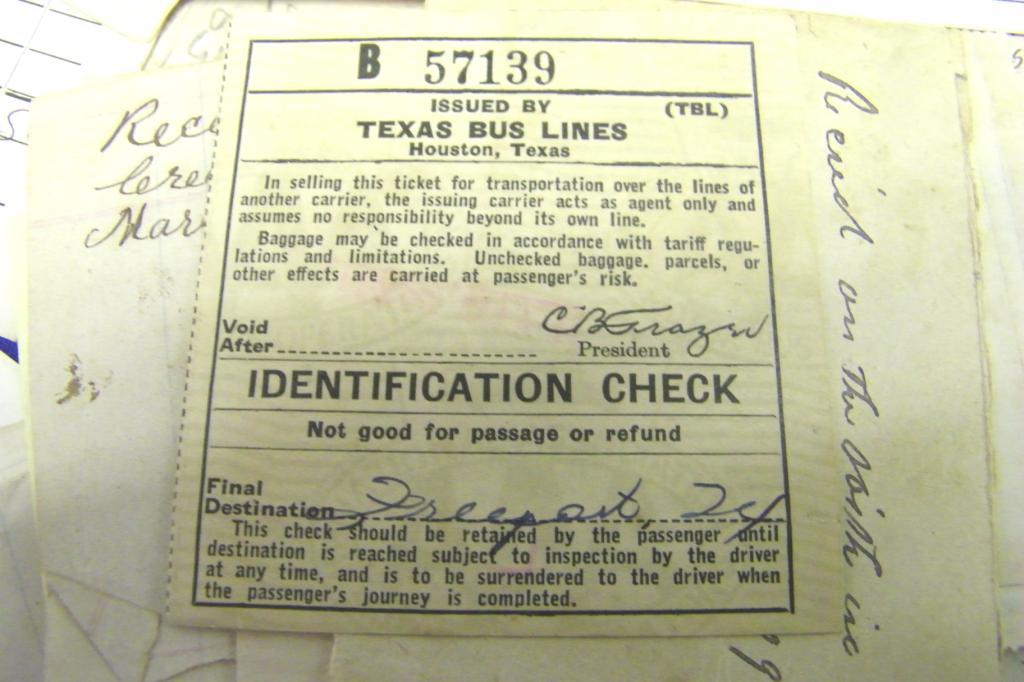 B 57139
ISSUED BY (TBL)
TEXAS BUS LINES
Houston, Texas
In selling this ticket for transportation over the lines of
another carrier, the issuing carrier acts as agent only and
assumes no responsibility beyond its own line.
Baggage may be checked in accordance with tariff regu-
lations and limitations. Unchecked baggage. parcels, or
other effects are carried at passenger's risk.
Void
After
CB Frazer
President
IDENTIFICATION CHECK
Not good for passage or refund
Final
Destination Freeport, Tex
This check should be retained by the passenger until
destination is reached subject to inspection by the driver
at any time, and is to be surrendered to the driver when
the passenger's journey is completed.
Rece
Mar
on the